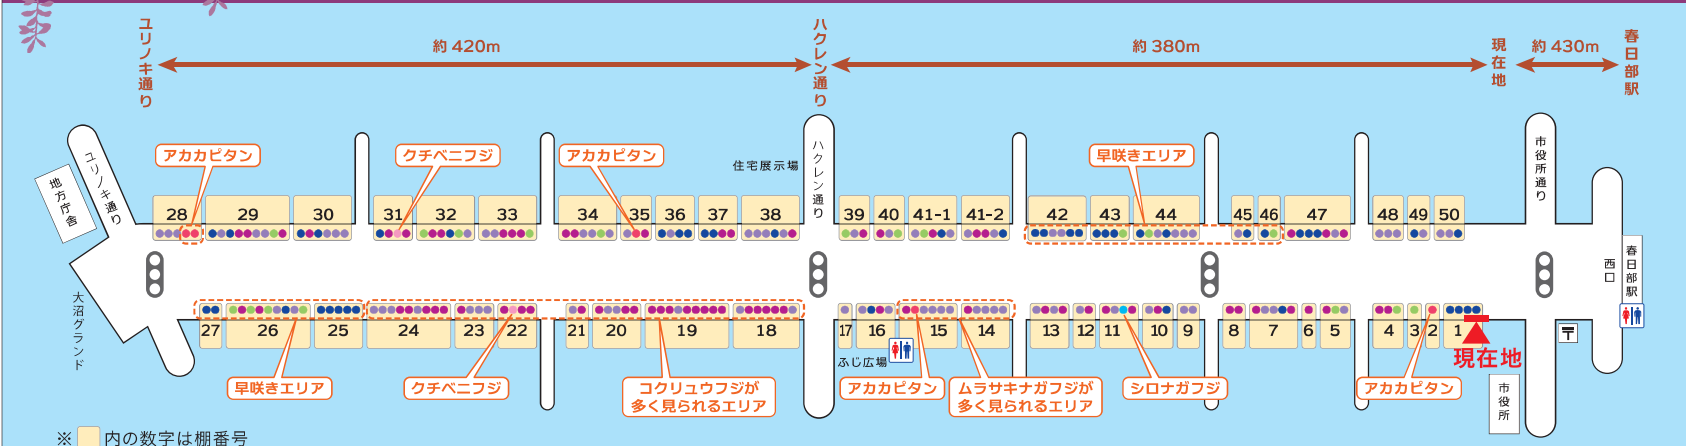 ユリノキ通り
約 420m
ハクレン通り
約 380m
現在地
約 430m
春日部駅
ユリノキ通り
地方庁舎
アカカピタン
クチベニフジ
アカカピタン
住宅展示場
ハクレン通り
早咲きエリア
市役所通り
28
29
30
31
32
33
34
35
36
37
38
39
40
41-1
41-2
42
43
44
45
46
47
48
49
50
西口
春日部駅
大沼グランド
27
26
25
24
23
22
21
20
19
18
17
16
15
14
13
12
11
10
9
8
7
6
5
4
3
2
1
〒
ふじ広場
現在地
早咲きエリア
クチベニフジ
コクリュウフジが
多く見られるエリア
アカカピタン
ムラサキナガフジが
多く見られるエリア
シロナガフジ
アカカピタン
市役所
※ 内の数字は棚番号